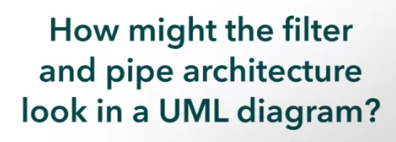 How might the filter
and pipe architecture
look in a UML diagram?